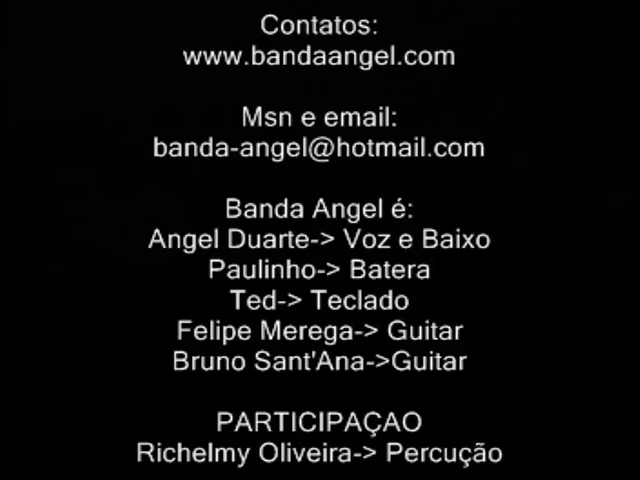 Contatos:
www.bandaangel.com
Msn e email:
banda-angel@hotmail.com
Banda Angel é:
Angel Duarte-> Voz e Baixo
Paulinho-> Batera
Ted-> Teclado
Felipe Merega-> Guitar
Bruno Sant'Ana->Guitar
PARTICIPAÇAO
Richelmy Oliveira-> Percução